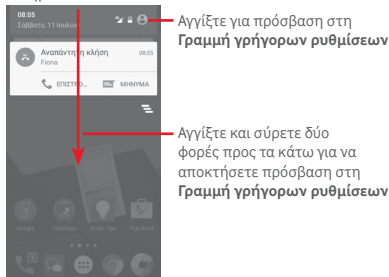 08:05
Σάββατο, 11 Ιουλίου
Αναπάντητη κλήση 08:05
Fiona
ΕΠΙΣΤΡΟ... ΜΗΝΥΜΑ
Google Vodafone Smart Tips Play Store
Αγγίξτε για πρόσβαση στη
Γραμμή γρήγορων ρυθμίσεων
Αγγίξτε και σύρετε δύο
φορές προς τα κάτω για να
αποκτήσετε πρόσβαση στη
Γραμμή γρήγορων ρυθμίσεων